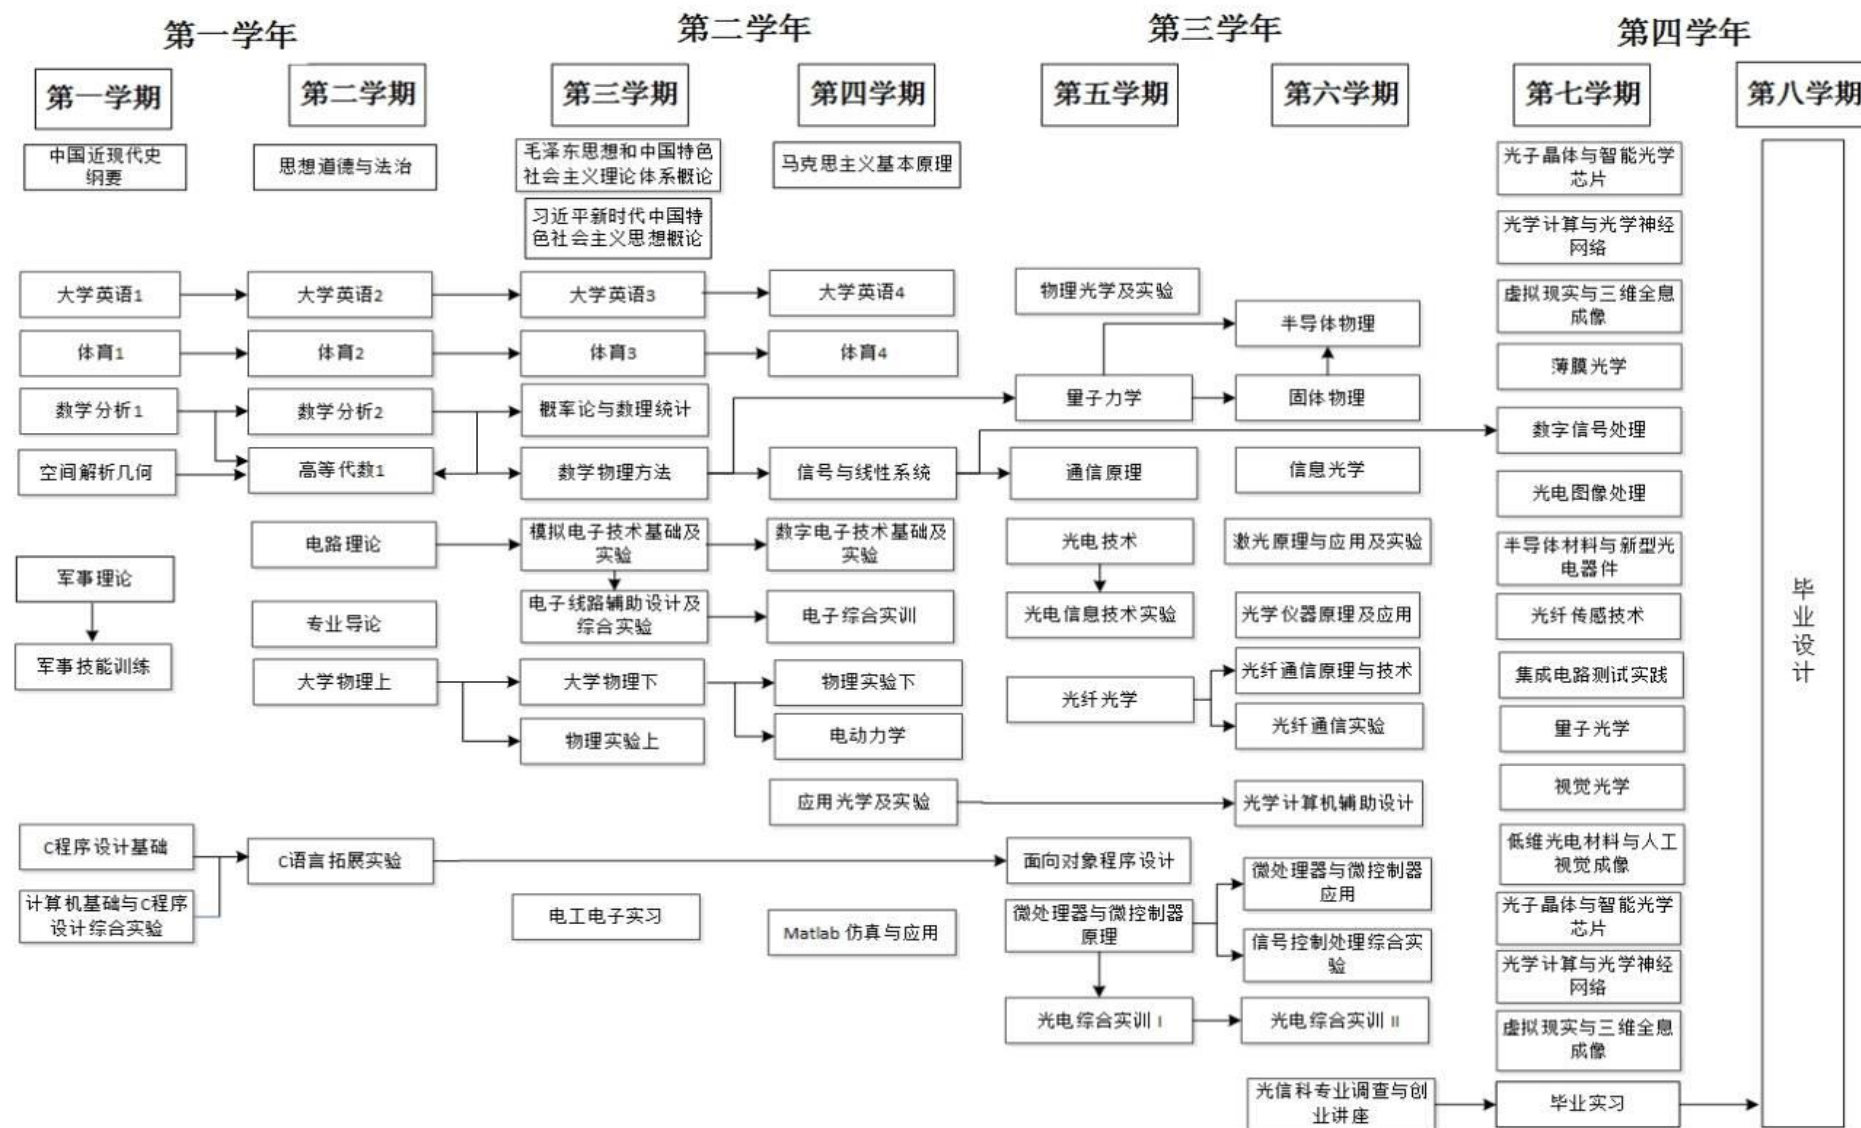 第一学年
第二学年
第三学年
第四学年
第一学期
第二学期
第三学期
第四学期
第五学期
第六学期
第七学期
第八学期
中国近现代史
纲要
思想道德与法治
毛泽东思想和中国特色
社会主义理论体系概论
马克思主义基本原理
光子晶体与智能光学
芯片
习近平新时代中国特
色社会主义思想概论
光学计算与光学神经
网络
大学英语1
大学英语2
大学英语3
大学英语4
物理光学及实验
虚拟现实与三维全息
成像
半导体物理
体育1
体育2
体育3
体育4
薄膜光学
数学分析1
数学分析2
概率论与数理统计
量子力学
固体物理
数字信号处理
空间解析几何
高等代数1
数学物理方法
信号与线性系统
通信原理
信息光学
光电图像处理
电路理论
模拟电子技术基础及
实验
数字电子技术基础及
实验
光电技术
激光原理与应用及实验
半导体材料与新型光
电器件
军事理论
专业导论
电子线路辅助设计及
综合实验
电子综合实训
光电信息技术实验
光学仪器原理及应用
光纤传感技术
毕
业
设
计
军事技能训练
大学物理上
大学物理下
物理实验下
光纤光学
光纤通信原理与技术
集成电路测试实践
物理实验上
电动力学
光纤通信实验
量子光学
应用光学及实验
光学计算机辅助设计
视觉光学
C程序设计基础
C语言拓展实验
面向对象程序设计
低维光电材料与人工
视觉成像
微处理器与微控制器
应用
计算机基础与C程序
设计综合实验
电工电子实习
Matlab 仿真与应用
微处理器与微控制器
原理
信号控制处理综合实
验
光子晶体与智能光学
芯片
光学计算与光学神经
网络
光电综合实训 I
光电综合实训 II
虚拟现实与三维全息
成像
光信科专业调查与创
业讲座
毕业实习